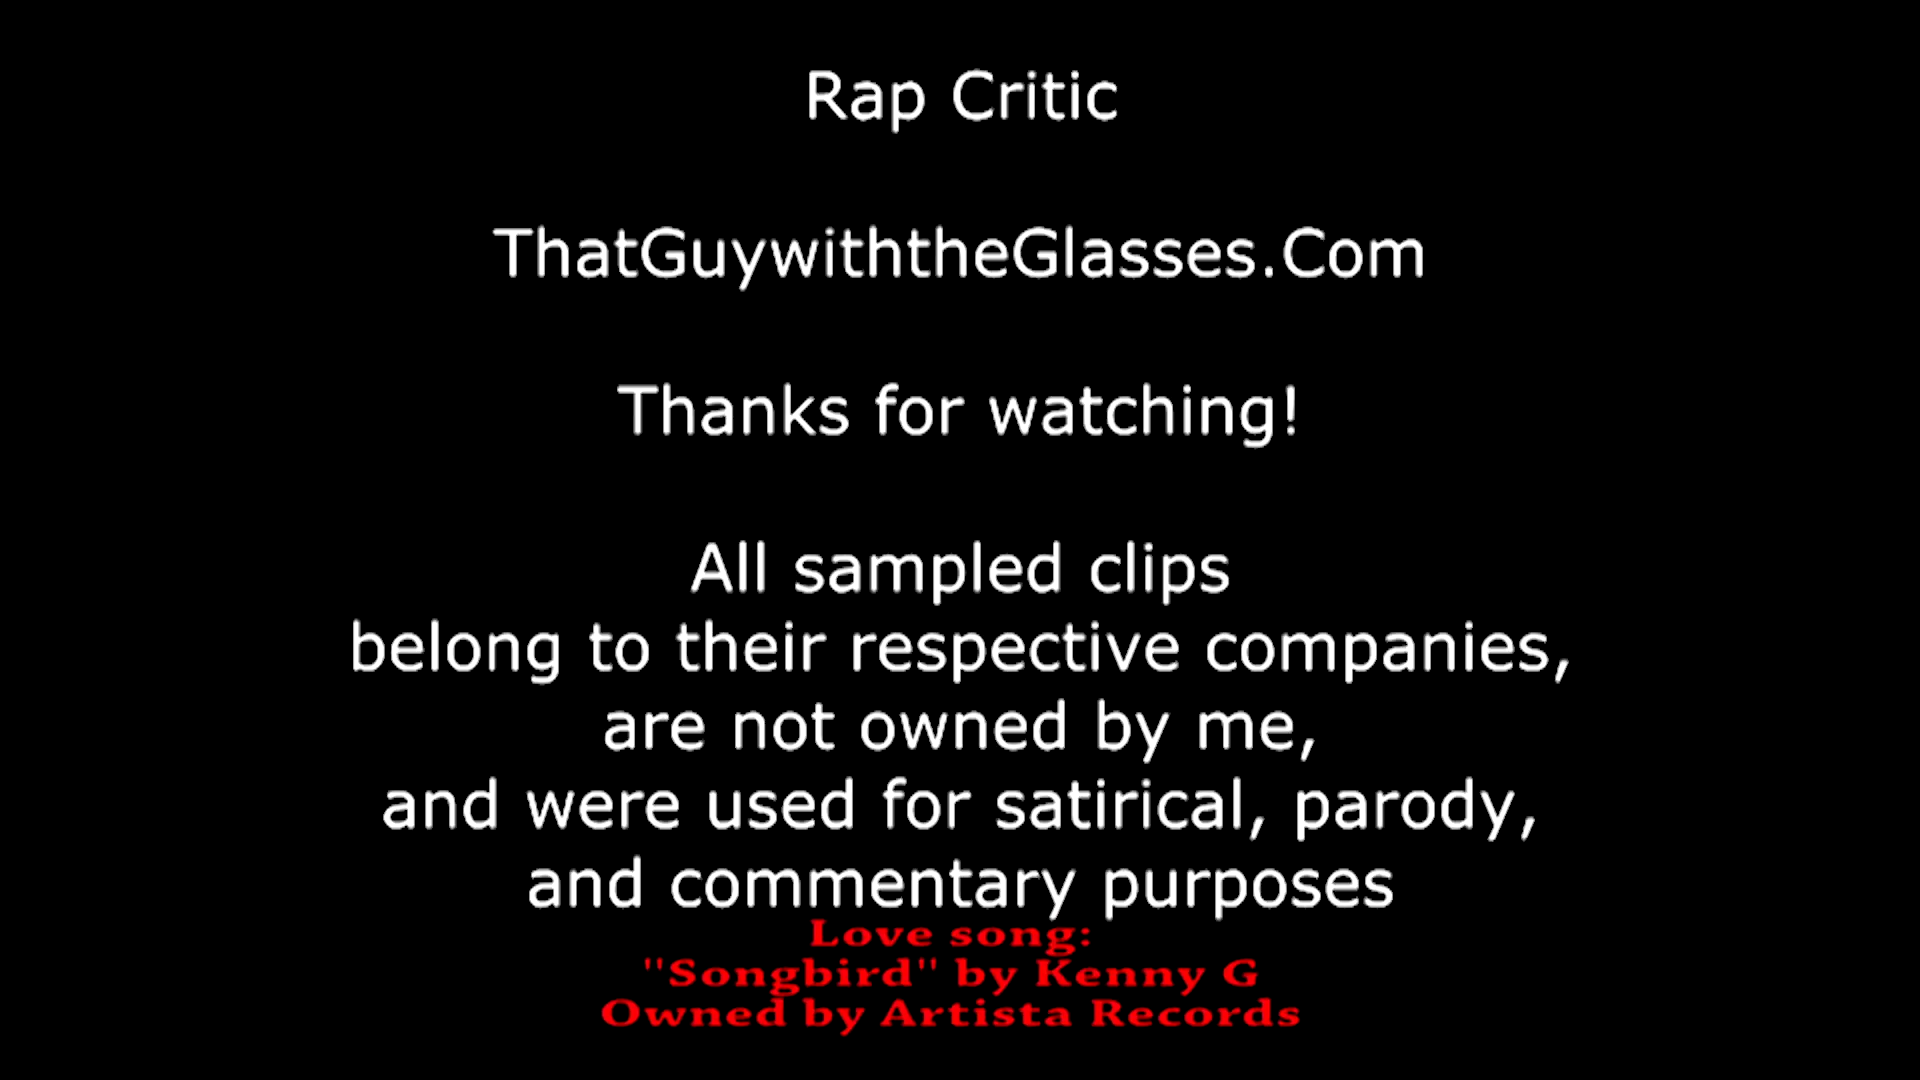 Rap Critic
ThatGuywiththeGlasses.Com
Thanks for watching!
All sampled clips
belong to their respective companies,
are not owned by me,
and were used for satirical, parody,
and commentary purposes
Love song:
"Songbird" by Kenny G
Owned by Artista Records